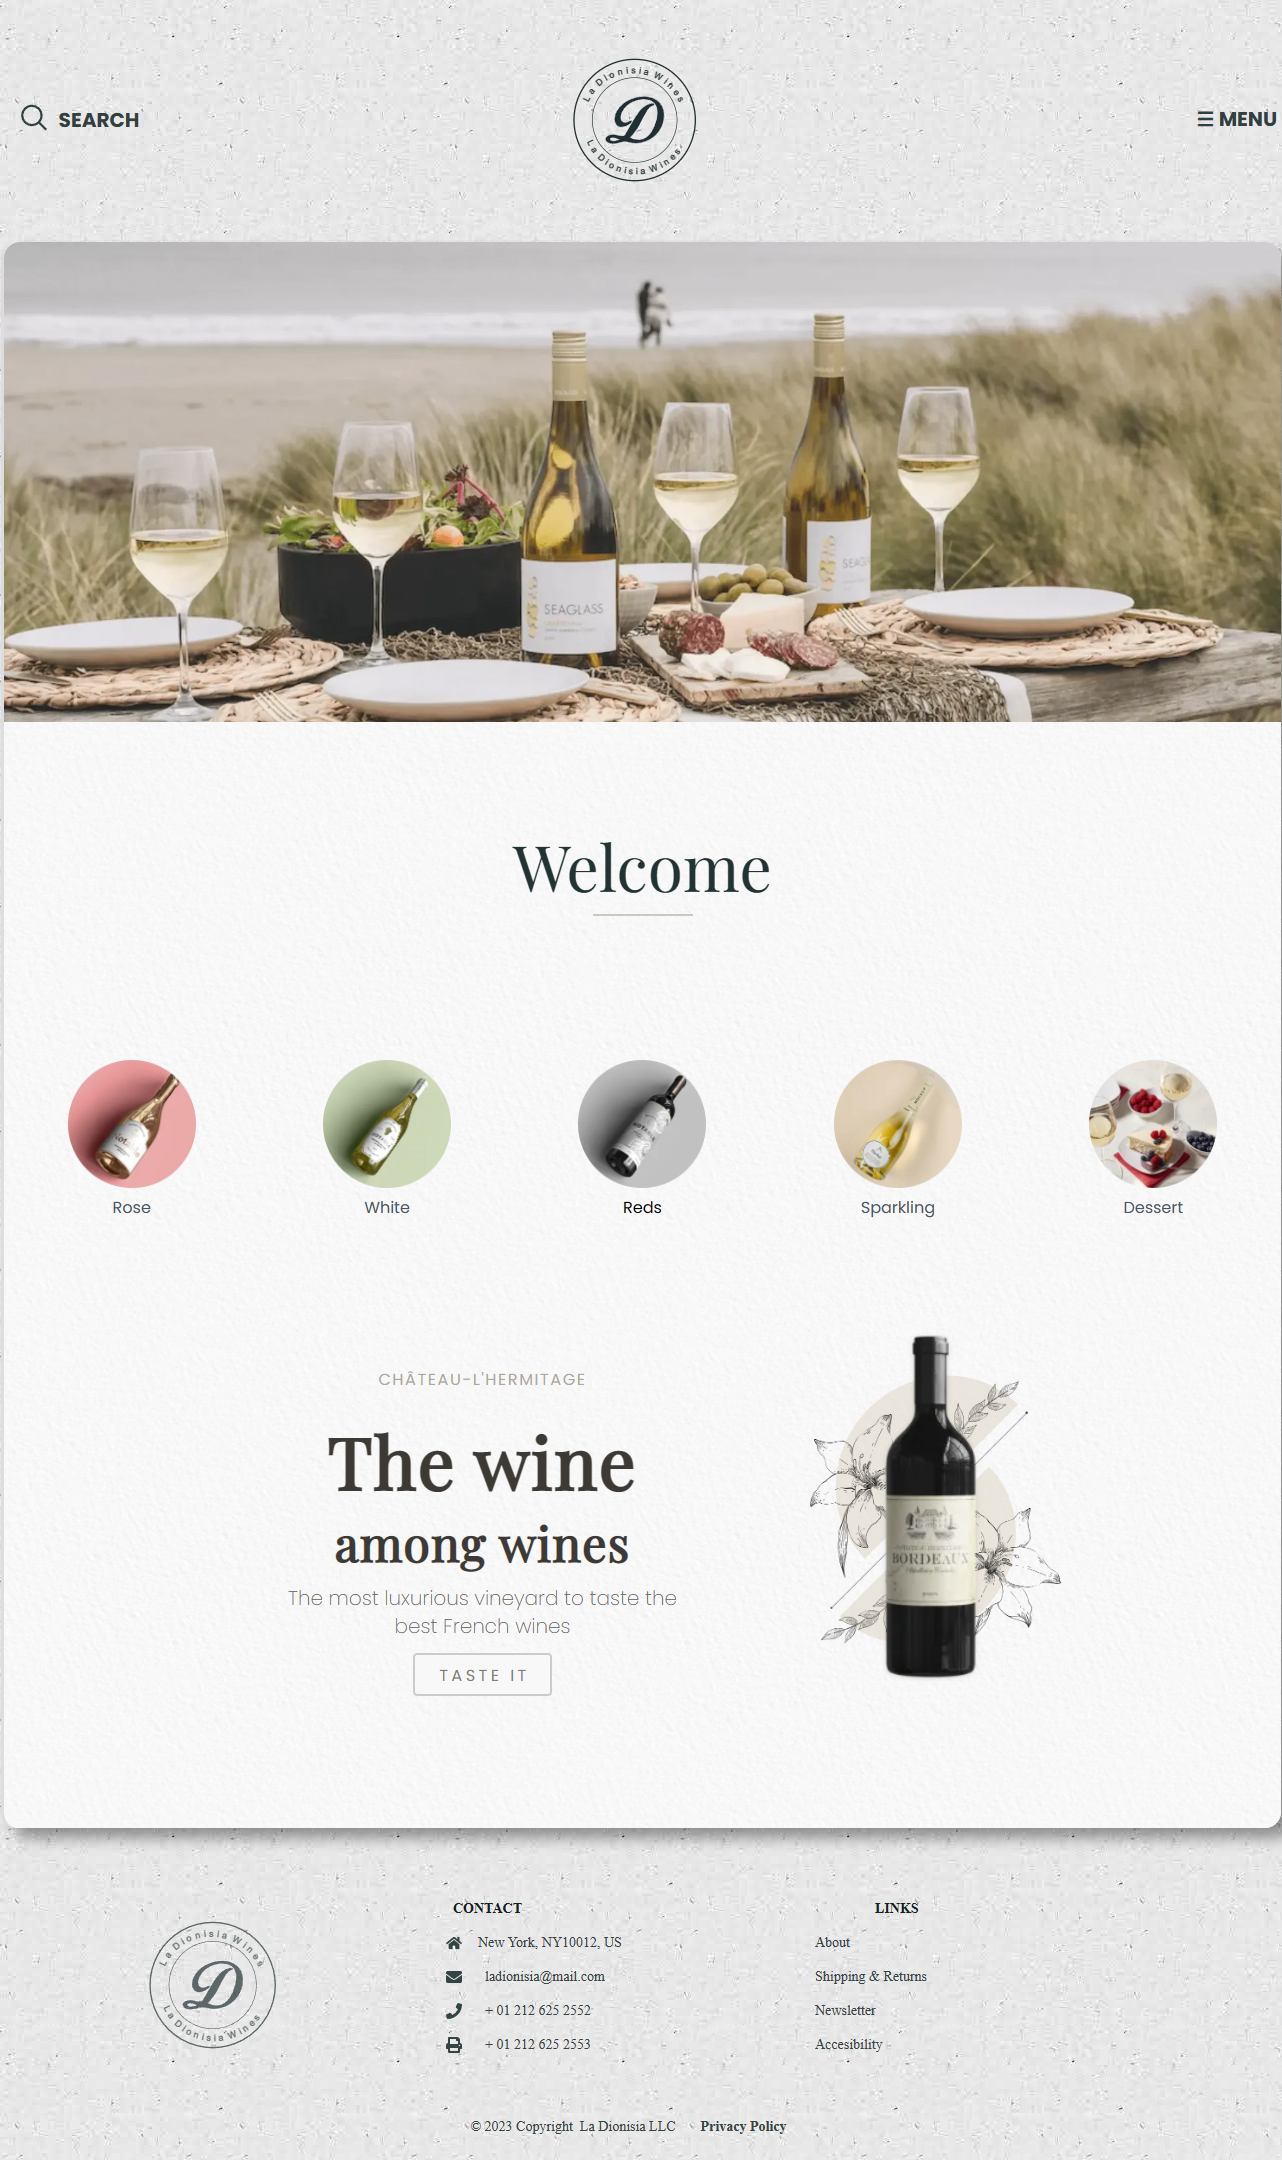 SEARCH
La Dionisia Wines
D
La Dionisia Wines
☰ MENU
SEAGLASS
Welcome
Rose
White
Reds
Sparkling
Dessert
CHÂTEAU-L'HERMITAGE
The wine
among wines
The most luxurious vineyard to taste the
best French wines
TASTE IT
BORDEAUX
CONTACT
New York, NY10012, US
ladionisia@mail.com
+ 01 212 625 2552
+ 01 212 625 2553
LINKS
About
Shipping & Returns
Newsletter
Accesibility
La Dionisia Wines
D
La Dionisia Wines
© 2023 Copyright La Dionisia LLC Privacy Policy